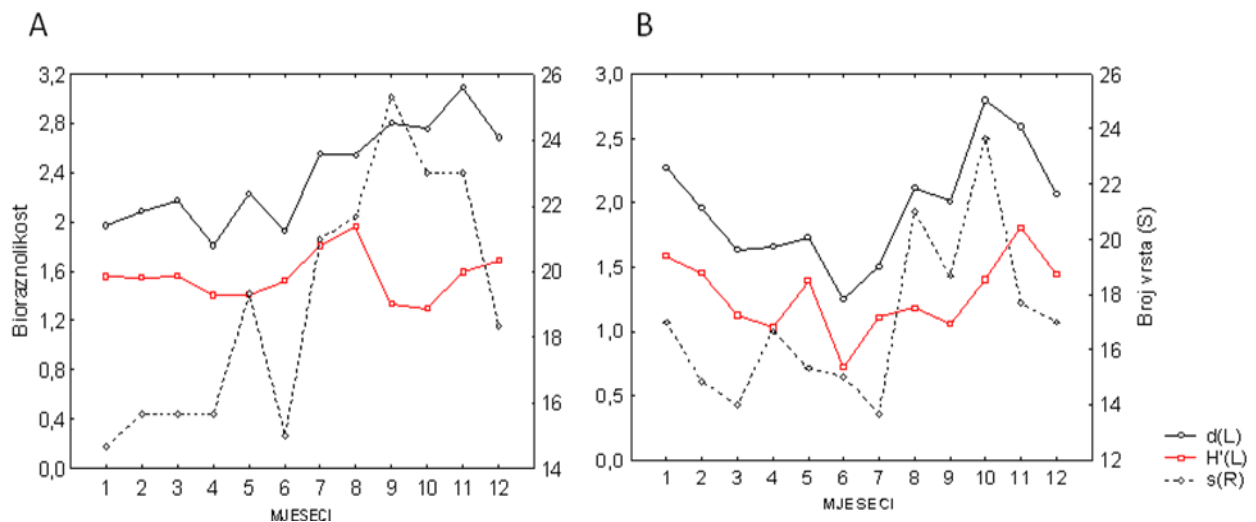 A
3,2
2,8
2,4
2
1,6
1,2
0,8
0,4
0,0
Bioraznolikost
1 2 3 4 5 6 7 8 9 10 11 12
MJESECI
26
24
22
20
18
16
14
B
3,0
2,5
2,0
1,5
1,0
0,5
0,0
1 2 3 4 5 6 7 8 9 10 11 12
MJESECI
26
24
22
20
18
16
14
12
Broj vrsta (S)
d(L)
H'(L)
s(R)